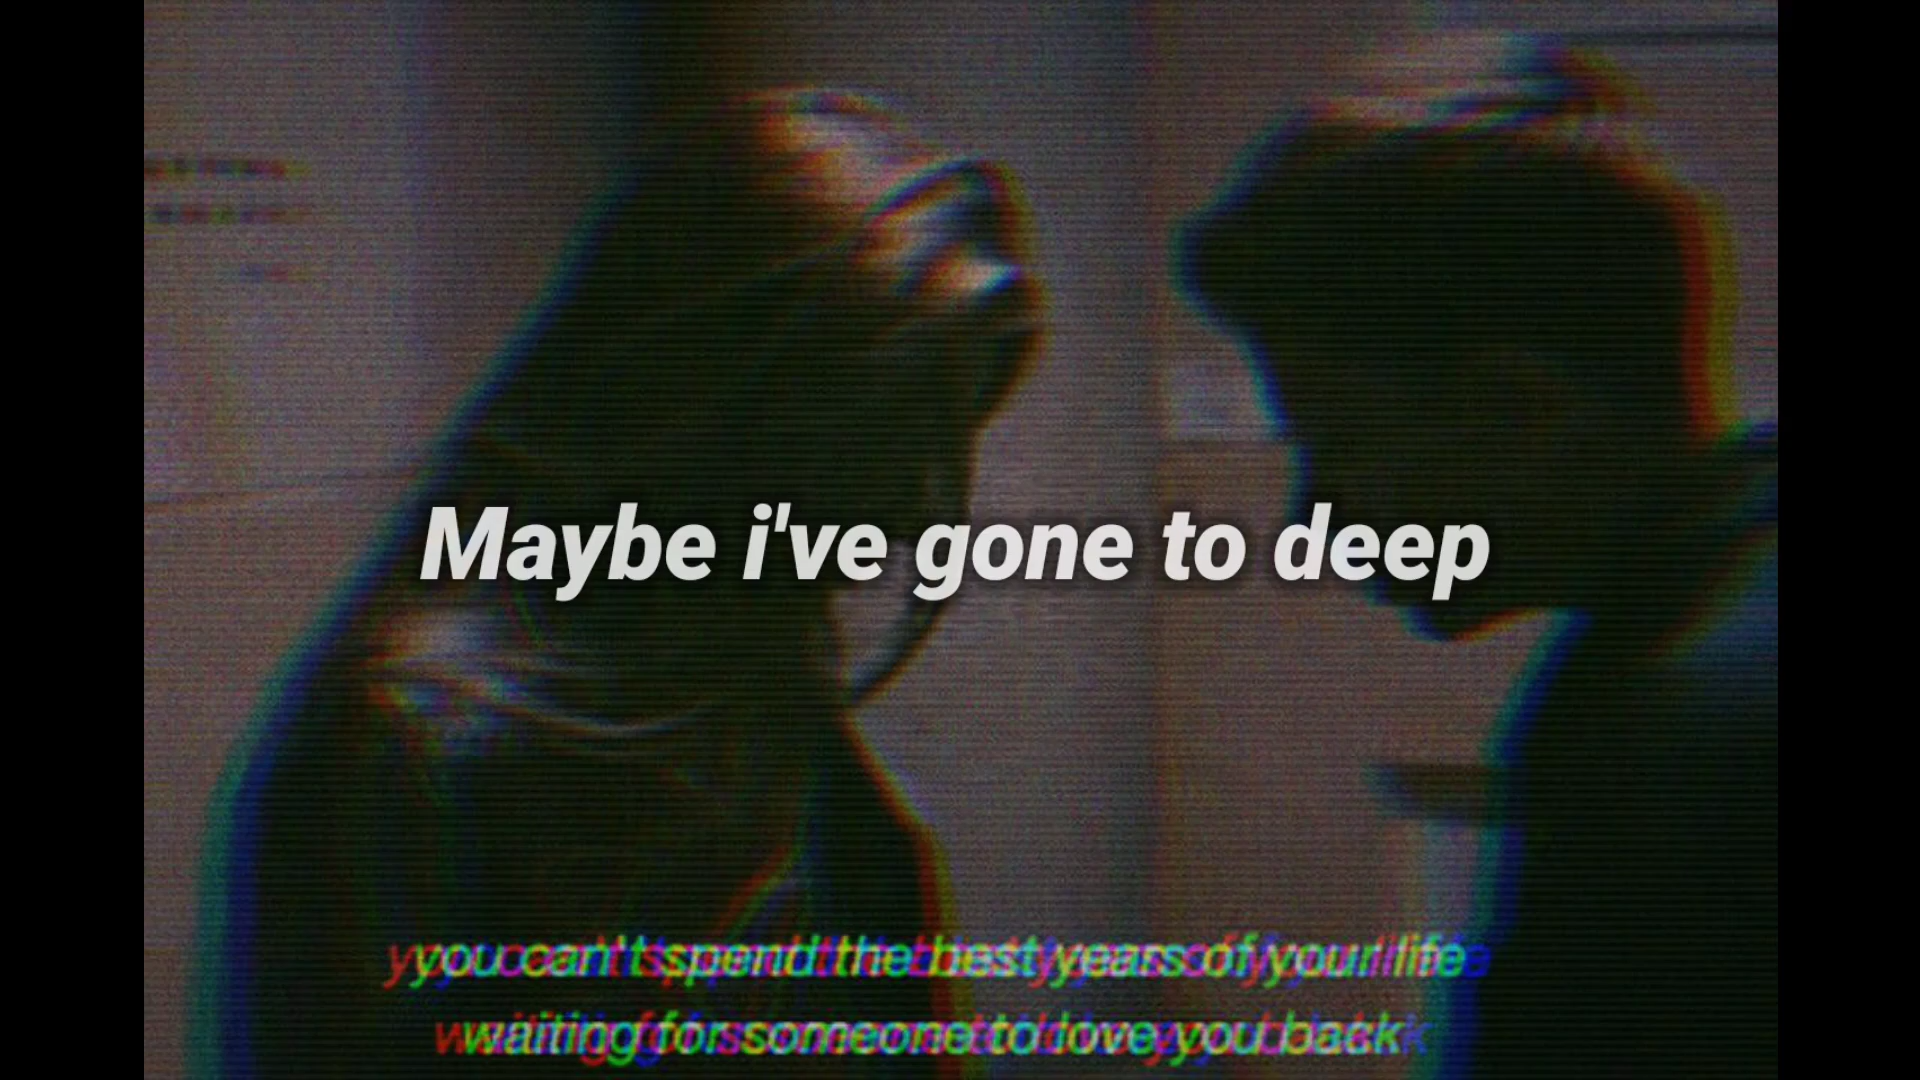 Maybe i've gone to deep
you can't spend the best years of your life
waiting for someone to love you back